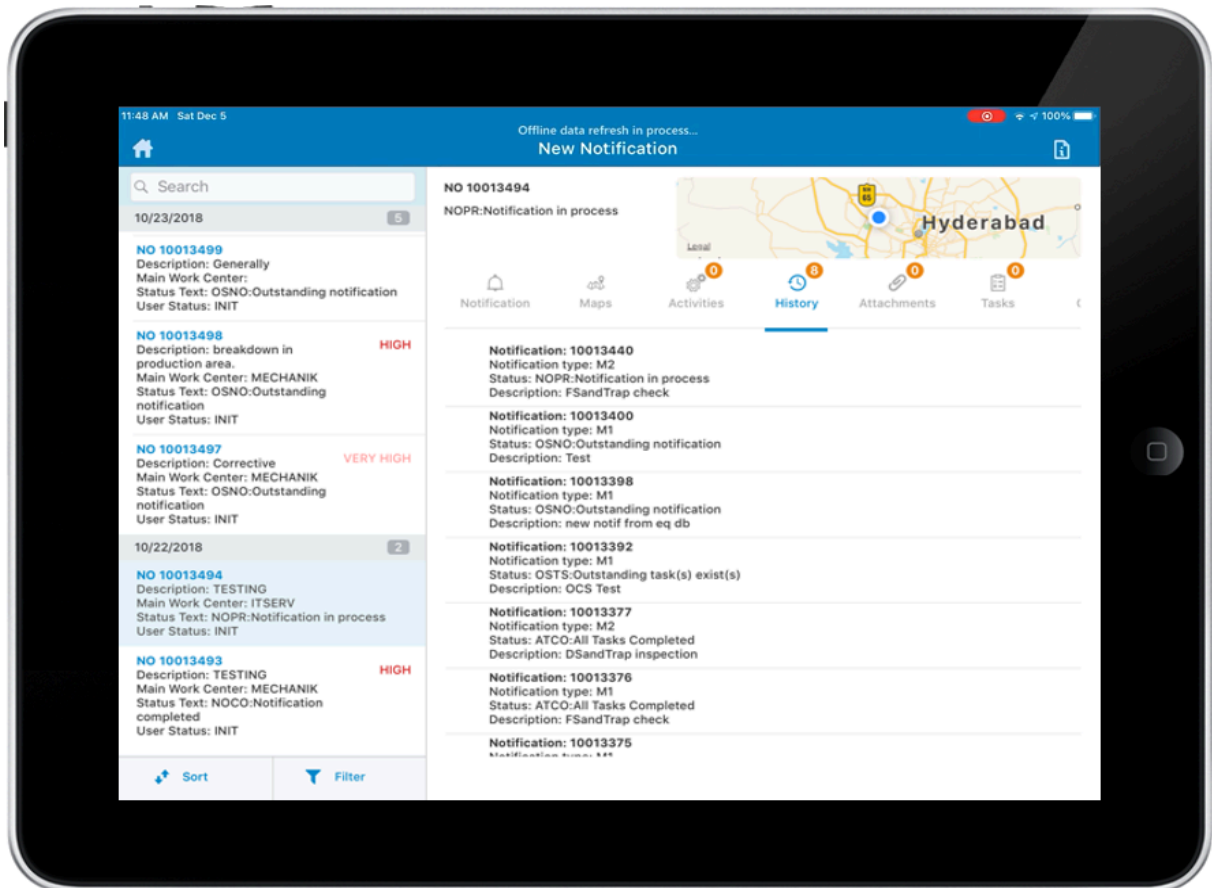 11:48 AM Sat Dec 5
100%
Offline data refresh in process...
New Notification
Search
10/23/2018
5
NO 10013499
Description: Generally
Main Work Center:
Status Text: OSNO:Outstanding notification
User Status: INIT
NO 10013498
HIGH
Description: breakdown in
production area.
Main Work Center: MECHANIK
Status Text: OSNO:Outstanding
notification
User Status: INIT
NO 10013497
VERY HIGH
Description: Corrective
Main Work Center: MECHANIK
Status Text: OSNO:Outstanding
notification
User Status: INIT
10/22/2018
2
NO 10013494
Description: TESTING
Main Work Center: ITSERV
Status Text: NOPR:Notification in process
User Status: INIT
NO 10013493
HIGH
Description: TESTING
Main Work Center: MECHANIK
Status Text: NOCO:Notification
completed
User Status: INIT
Sort
Filter
NO 10013494
NOPR:Notification in process
SH
65
Hyderabad
Legal
0
8
0
0
Notification
Maps
Activities
History
Attachments
Tasks
Notification: 10013440
Notification type: M2
Status: NOPR:Notification in process
Description: FSandTrap check
Notification: 10013400
Notification type: M1
Status: OSNO:Outstanding notification
Description: Test
Notification: 10013398
Notification type: M1
Status: OSNO:Outstanding notification
Description: new notif from eq db
Notification: 10013392
Notification type: M1
Status: OSTS:Outstanding task(s) exist(s)
Description: OCS Test
Notification: 10013377
Notification type: M2
Status: ATCO:All Tasks Completed
Description: DSandTrap inspection
Notification: 10013376
Notification type: M1
Status: ATCO:All Tasks Completed
Description: FSandTrap check
Notification: 10013375
Notification type: M1